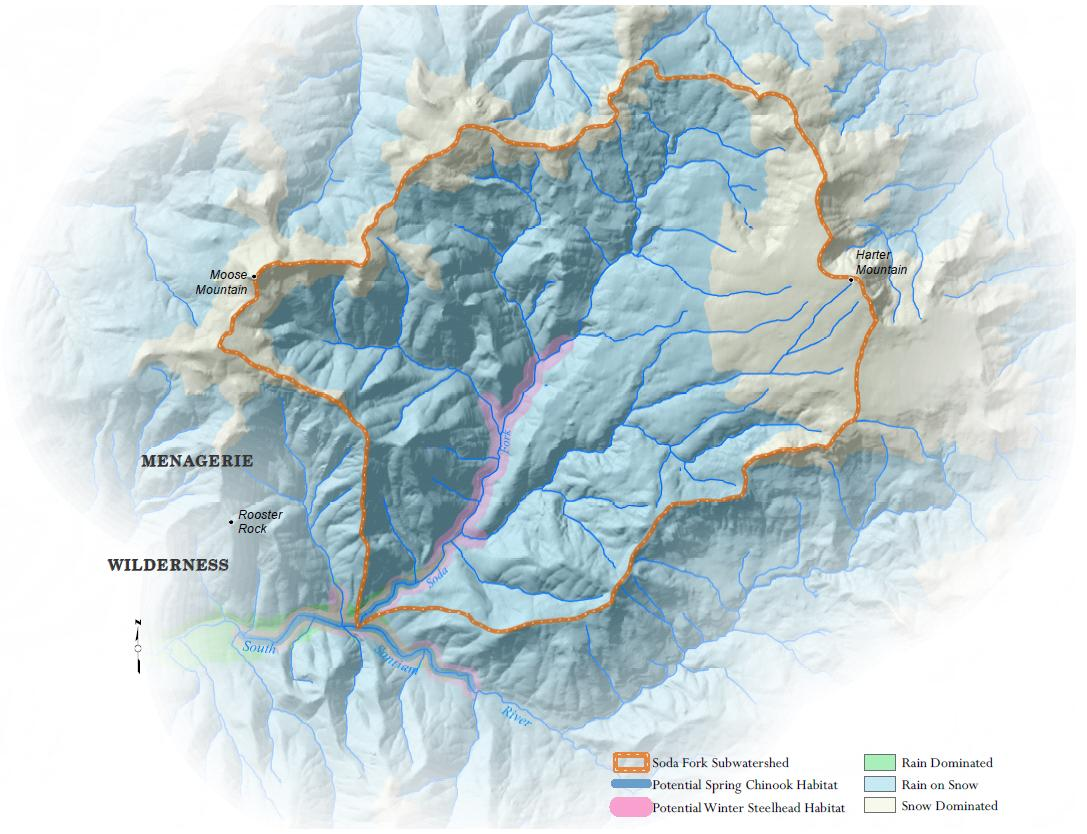 Harter
Mountain
Moose
Mountain
Fork
MENAGERIE
Rooster
Rock
WILDERNESS
Soda
N
South
Santiam
River
Soda Fork Subwatershed
Potential Spring Chinook Habitat
Potential Winter Steelhead Habitat
Rain Dominated
Rain on Snow
Snow Dominated